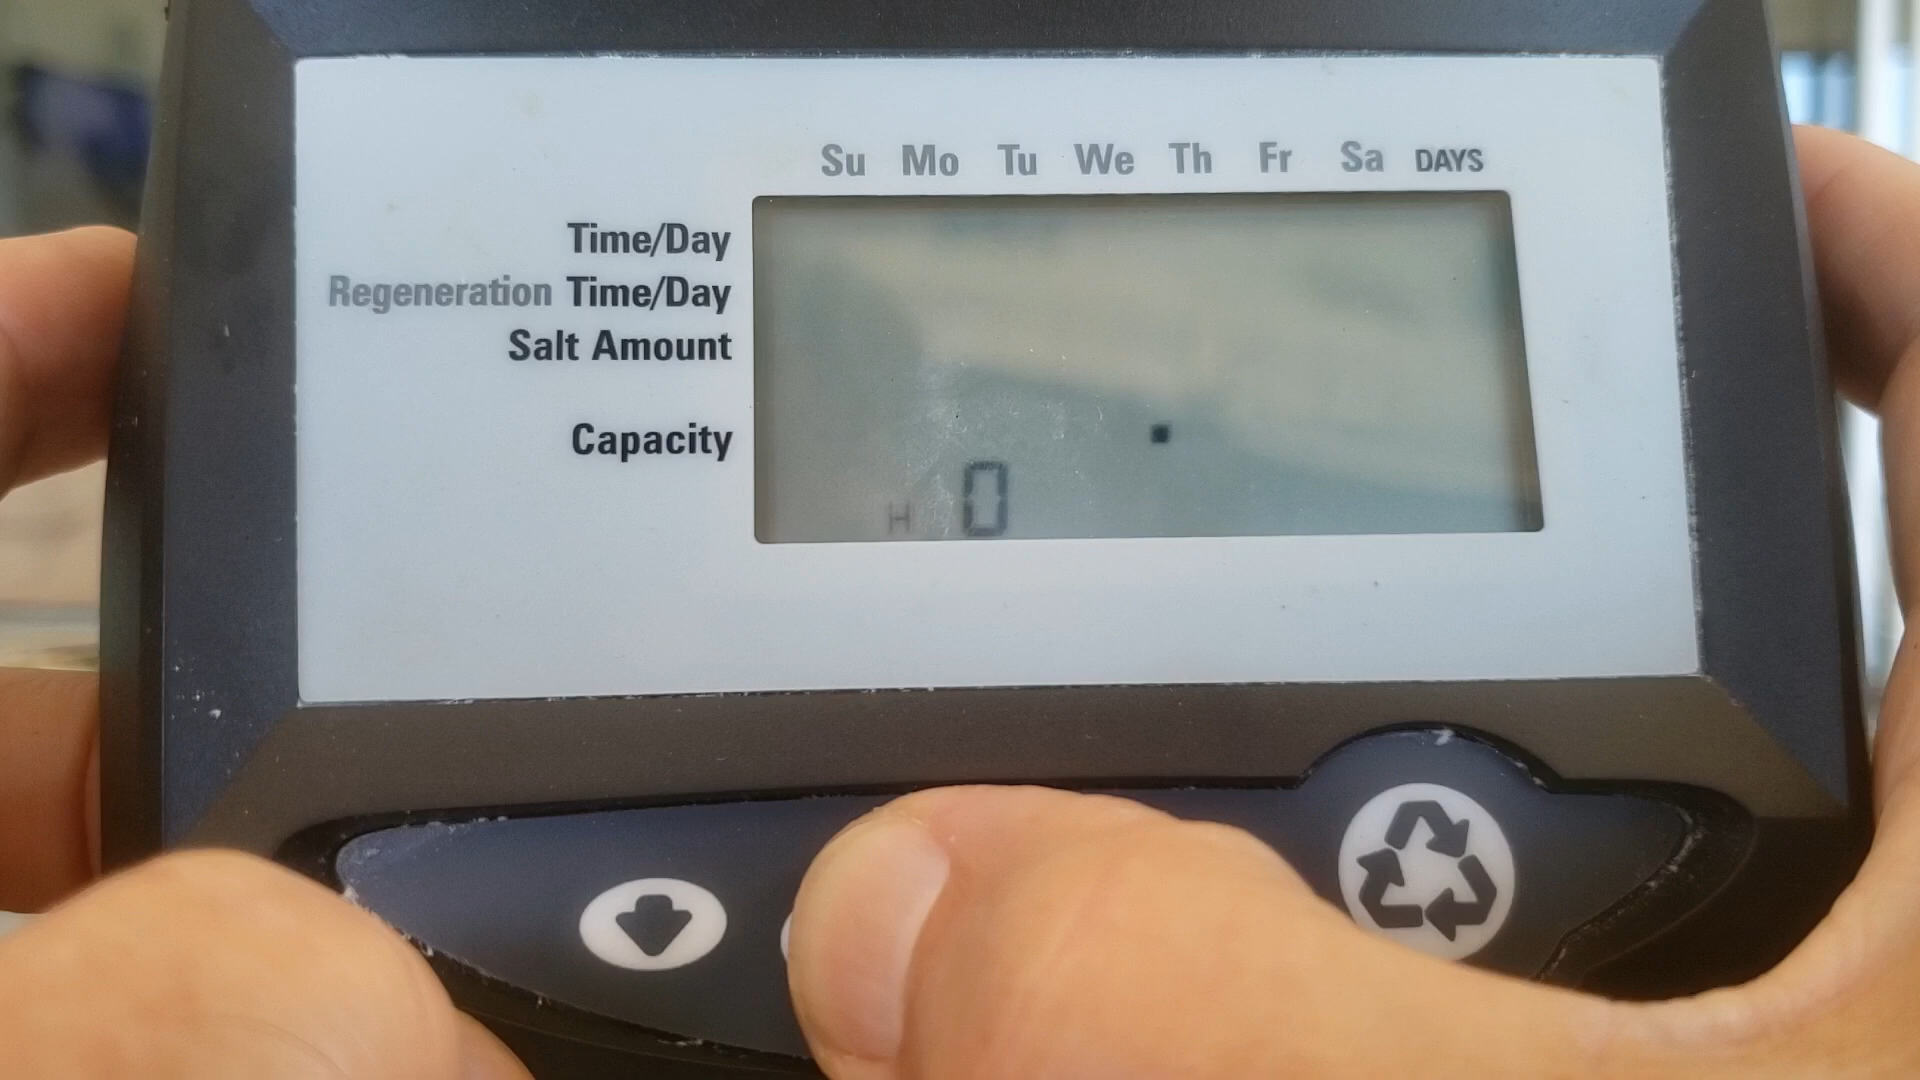 Su Mo Tu We Th Fr Sa DAYS
Time/Day
Regeneration Time/Day
Salt Amount
Capacity
H 0